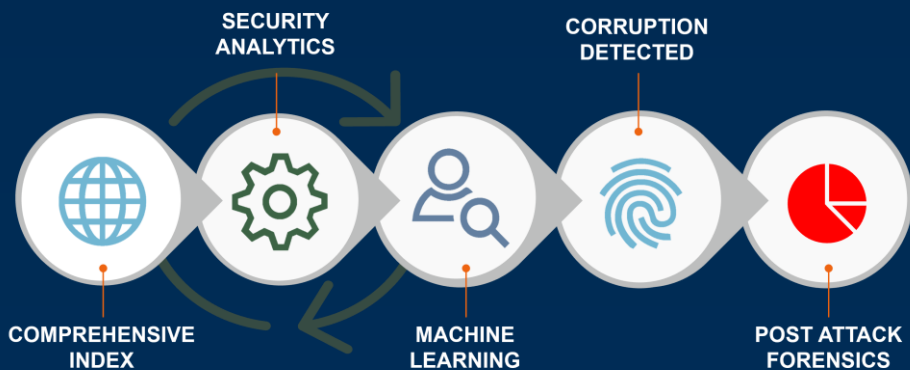 SECURITY
ANALYTICS
CORRUPTION
DETECTED
COMPREHENSIVE
INDEX
MACHINE
LEARNING
POST ATTACK
FORENSICS